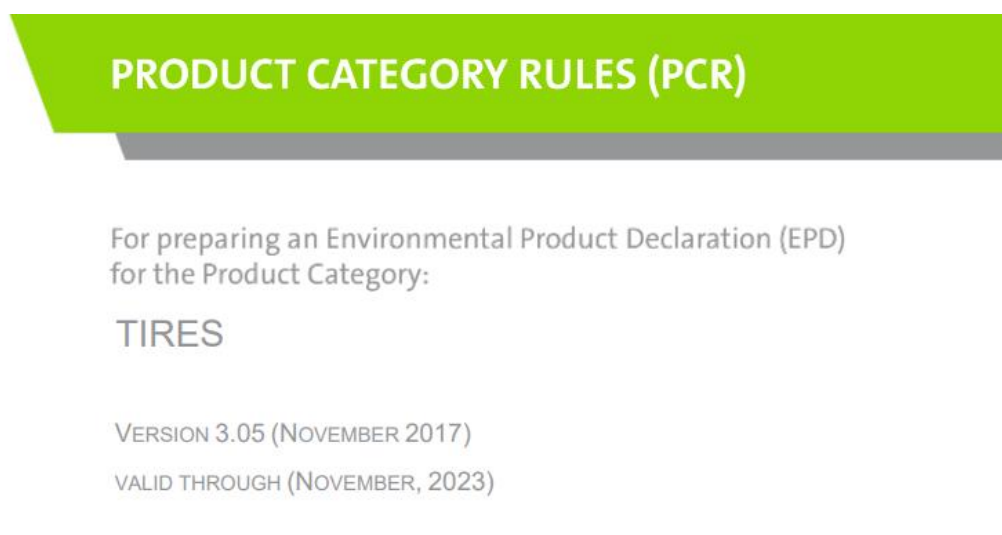 PRODUCT CATEGORY RULES (PCR)
For preparing an Environmental Product Declaration (EPD)
for the Product Category:
TIRES
VERSION 3.05 (NOVEMBER 2017)
VALID THROUGH (NOVEMBER, 2023)